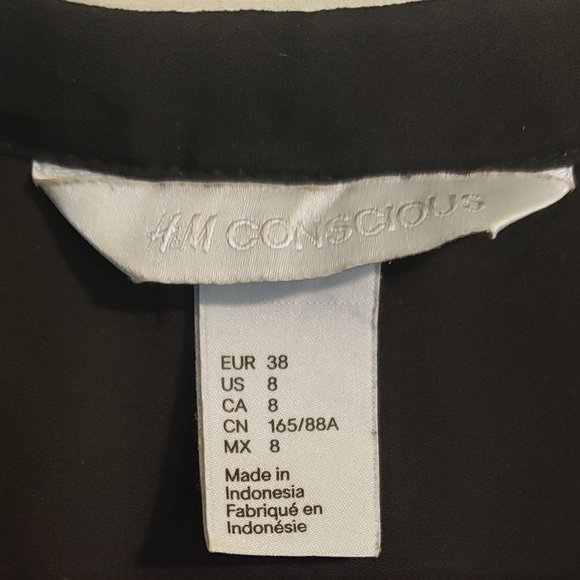 H&M CONSCIOUS
EUR 38
US 8
CA 8
CN 165/88A
MX 8
Made in
Indonesia
Fabriqué en
Indonésie